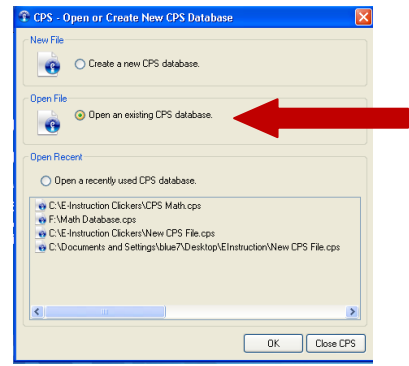 CPS - Open or Create New CPS Database
New File
Create a new CPS database.
Open File
Open an existing CPS database.
Open Recent
Open a recently used CPS database.
C:\E-Instruction Clickers\CPS Math.cps
F:\Math Database.cps
C:\E-Instruction Clickers\New CPS File.cps
C:\Documents and Settings\blue7\Desktop\EInstruction\New CPS File.cps
OK
Close CPS